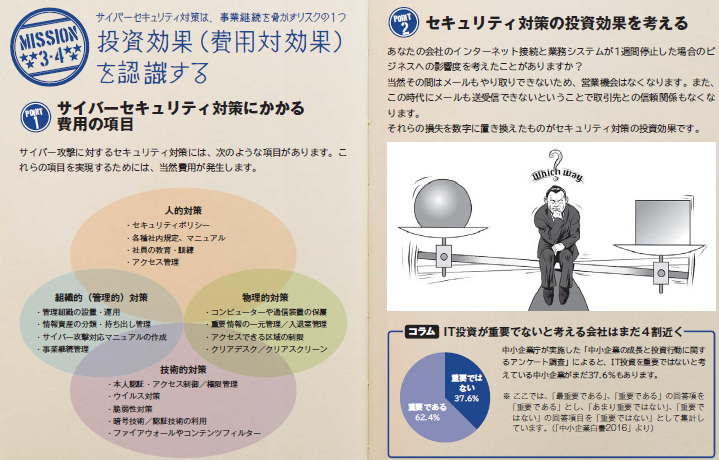 MISSION
3・4
サイバーセキュリティ対策は、事業継続を脅かすリスクの1つ
投資効果（費用対効果）
を認識する
POINT
1
サイバーセキュリティ対策にかかる
費用の項目
サイバー攻撃に対するセキュリティ対策には、次のような項目があります。こ
れらの項目を実現するためには、当然費用が発生します。
人的対策
・セキュリティポリシー
・各種社内規定、マニュアル
・社員の教育・訓練
・アクセス管理
組織的（管理的）対策
・管理組織の設置・運用
・情報資産の分類・持ち出し管理
・サイバー攻撃対応マニュアルの作成
・事業継続管理
物理的対策
・コンピューターや通信装置の保護
・重要情報の一元管理／入退室管理
・アクセスできる区域の制限
・クリアデスク／クリアスクリーン
技術的対策
・本人認証・アクセス制御／権限管理
・ウイルス対策
・脆弱性対策
・暗号技術／認証技術の利用
・ファイアウォールやコンテンツフィルター
POINT
2
セキュリティ対策の投資効果を考える
あなたの会社のインターネット接続と業務システムが1週間停止した場合のビ
ジネスへの影響度を考えたことがありますか？
当然その間はメールもやり取りできないため、営業機会はなくなります。また、
この時代にメールも送受信できないということで取引先との信頼関係もなくな
ります。
それらの損失を数字に置き換えたものがセキュリティ対策の投資効果です。
?
Which way
コラム IT投資が重要でないと考える会社はまだ4割近く
中小企業庁が実施した「中小企業の成長と投資行動に関す
るアンケート調査」によると、IT投資を重要ではないと考
えている中小企業がまだ37.6％もあります。
重要では
ない
37.6%
重要である
62.4%
※ ここでは、「最重要である」、「重要である」の回答項を
「重要である」とし、「あまり重要ではない」、「重要で
はない」の回答項目を「重要ではない」として集計し
ています。（「中小企業白書2016」より）